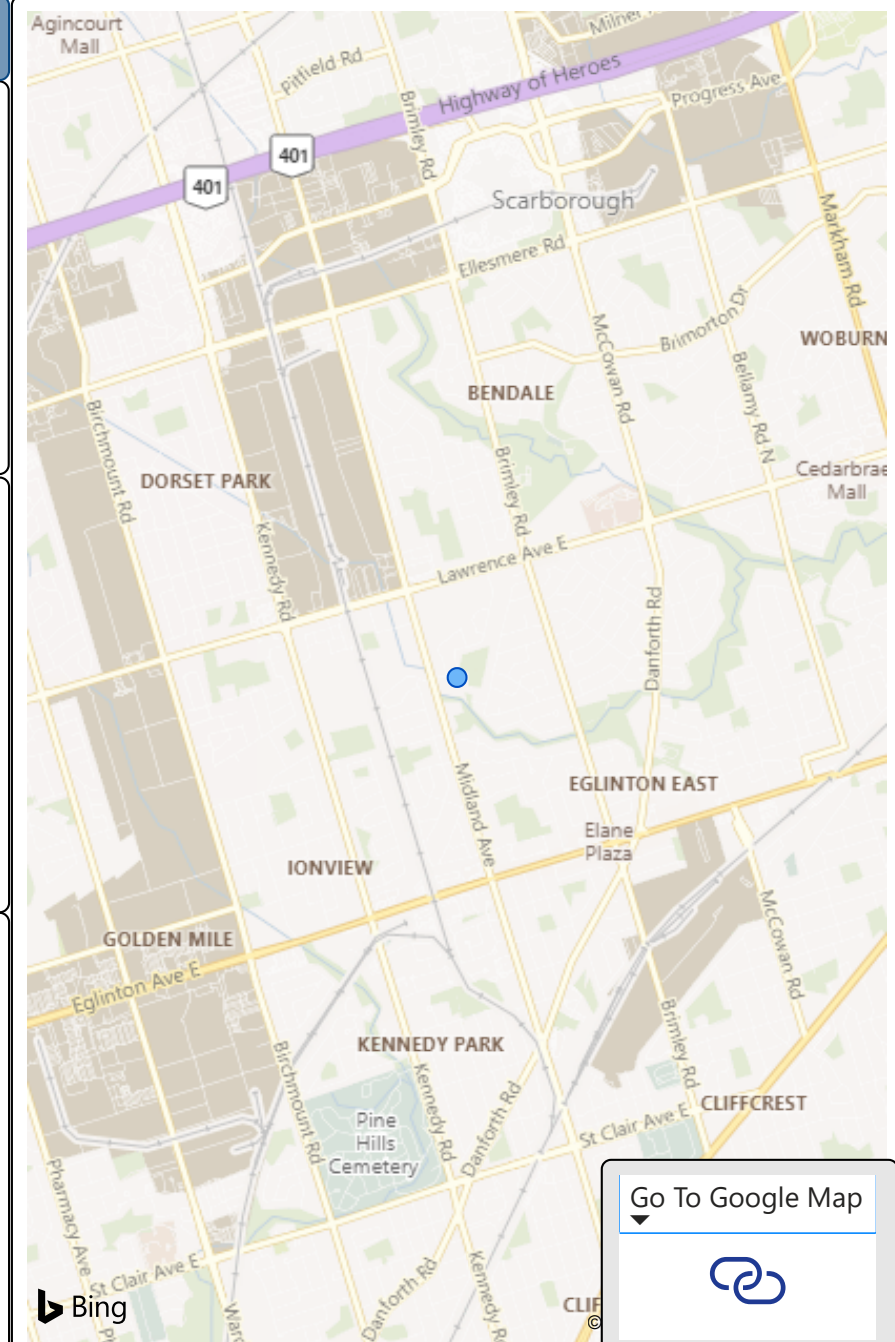 Agincourt
Mall
Milner
Pitfield Rd
Highway of Heroes
Progress Ave
Brimley Rd
401
401
Scarborough
Markham Rd
Ellesmere Rd
Brimorton Dr
McCowan Rd
WOBURN
Bellamy Rd N
BENDALE
Birchmount Rd
Brimley Rd
Cedarbrae
Mall
DORSET PARK
Kennedy Rd
Lawrence Ave E
Danforth Rd
Midland Ave
EGLINTON EAST
Elane
Plaza
IONVIEW
McCowan Rd
GOLDEN MILE
Eglinton Ave E
Brimley Rd
KENNEDY PARK
Birchmount Rd
Kennedy Rd
Danforth Rd
CLIFFCREST
Pine
Hills
Cemetery
St Clair Ave E
Pharmacy Ave
Go To Google Map
St Clair Ave E
Danforth Rd
Kennedy R
Bing
CLIF
©